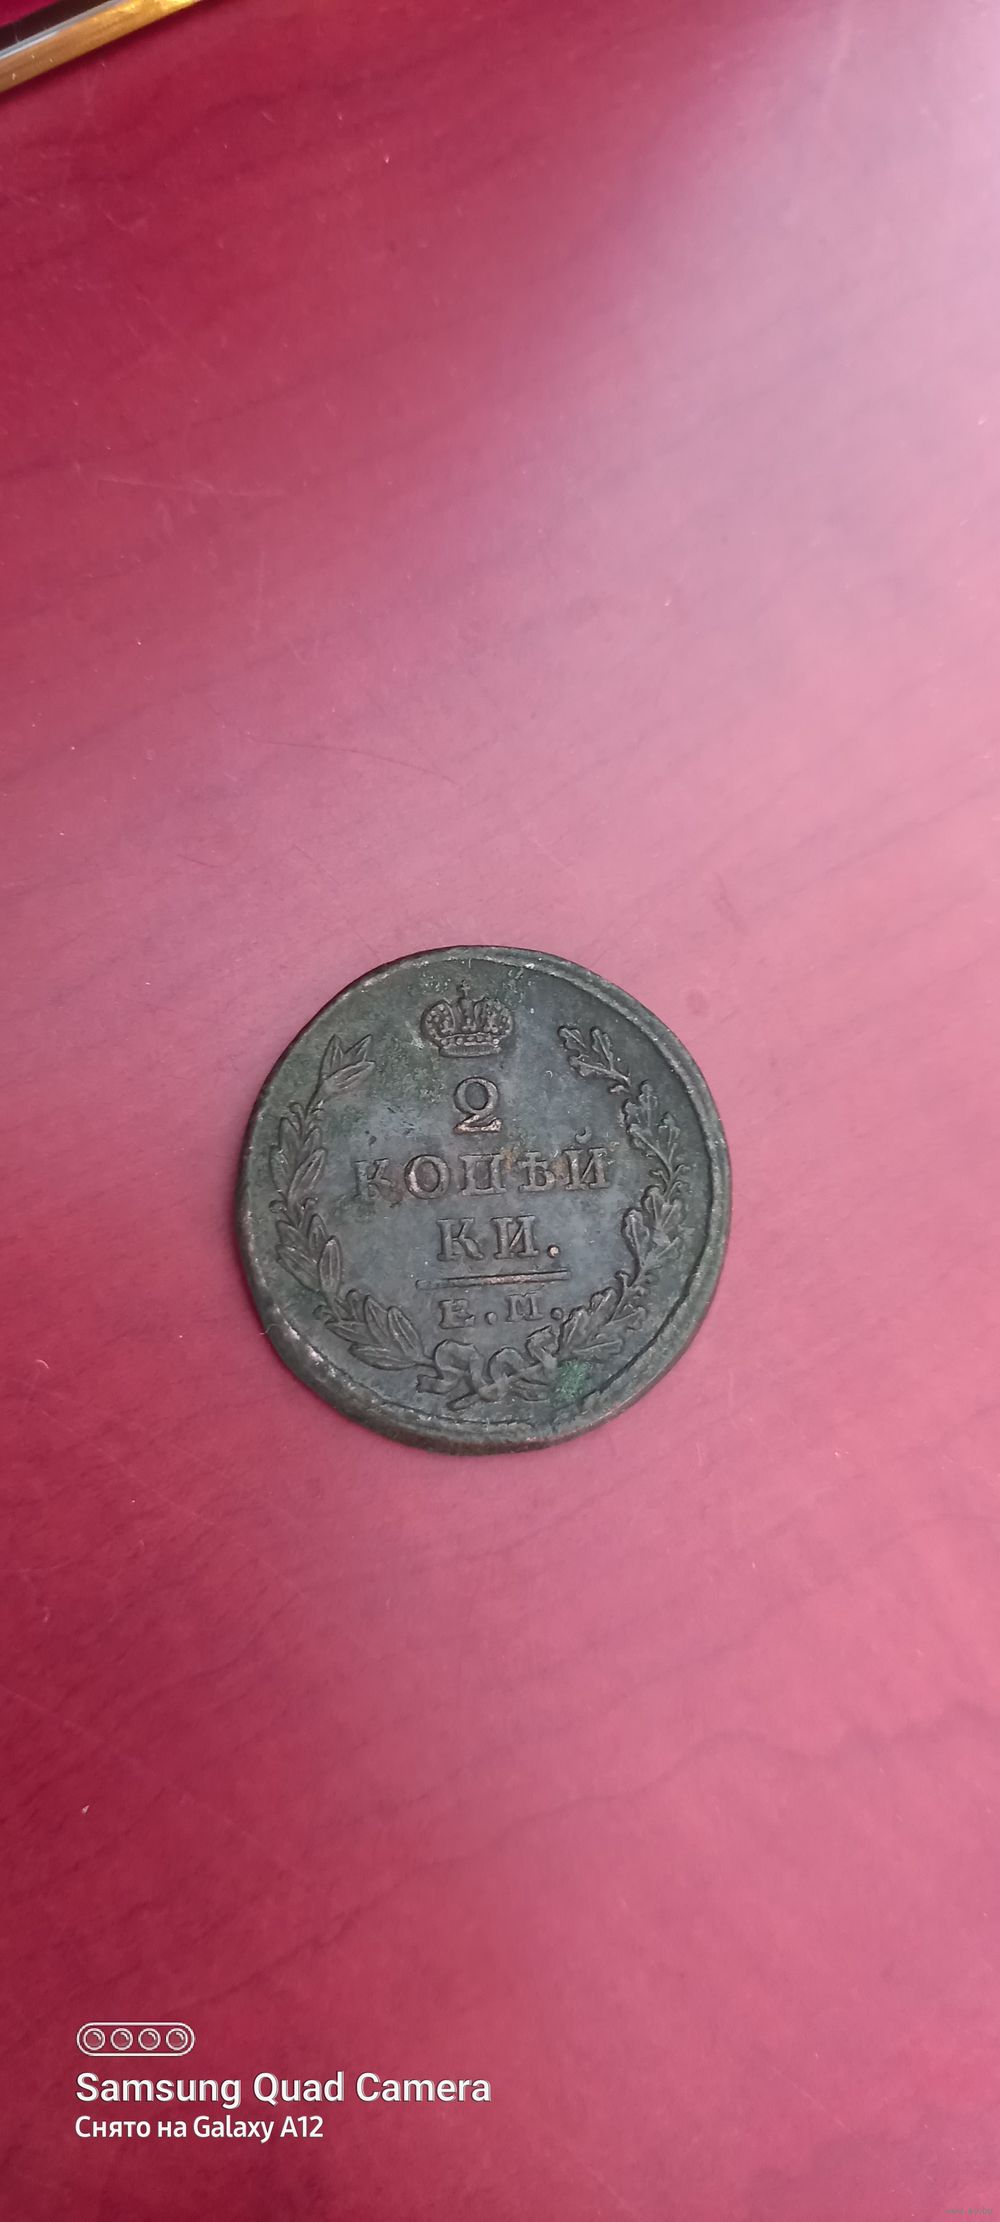 2
КОПѢЙ
КИ.
Е.М.
Samsung Quad Camera
Снято на Galaxy A12